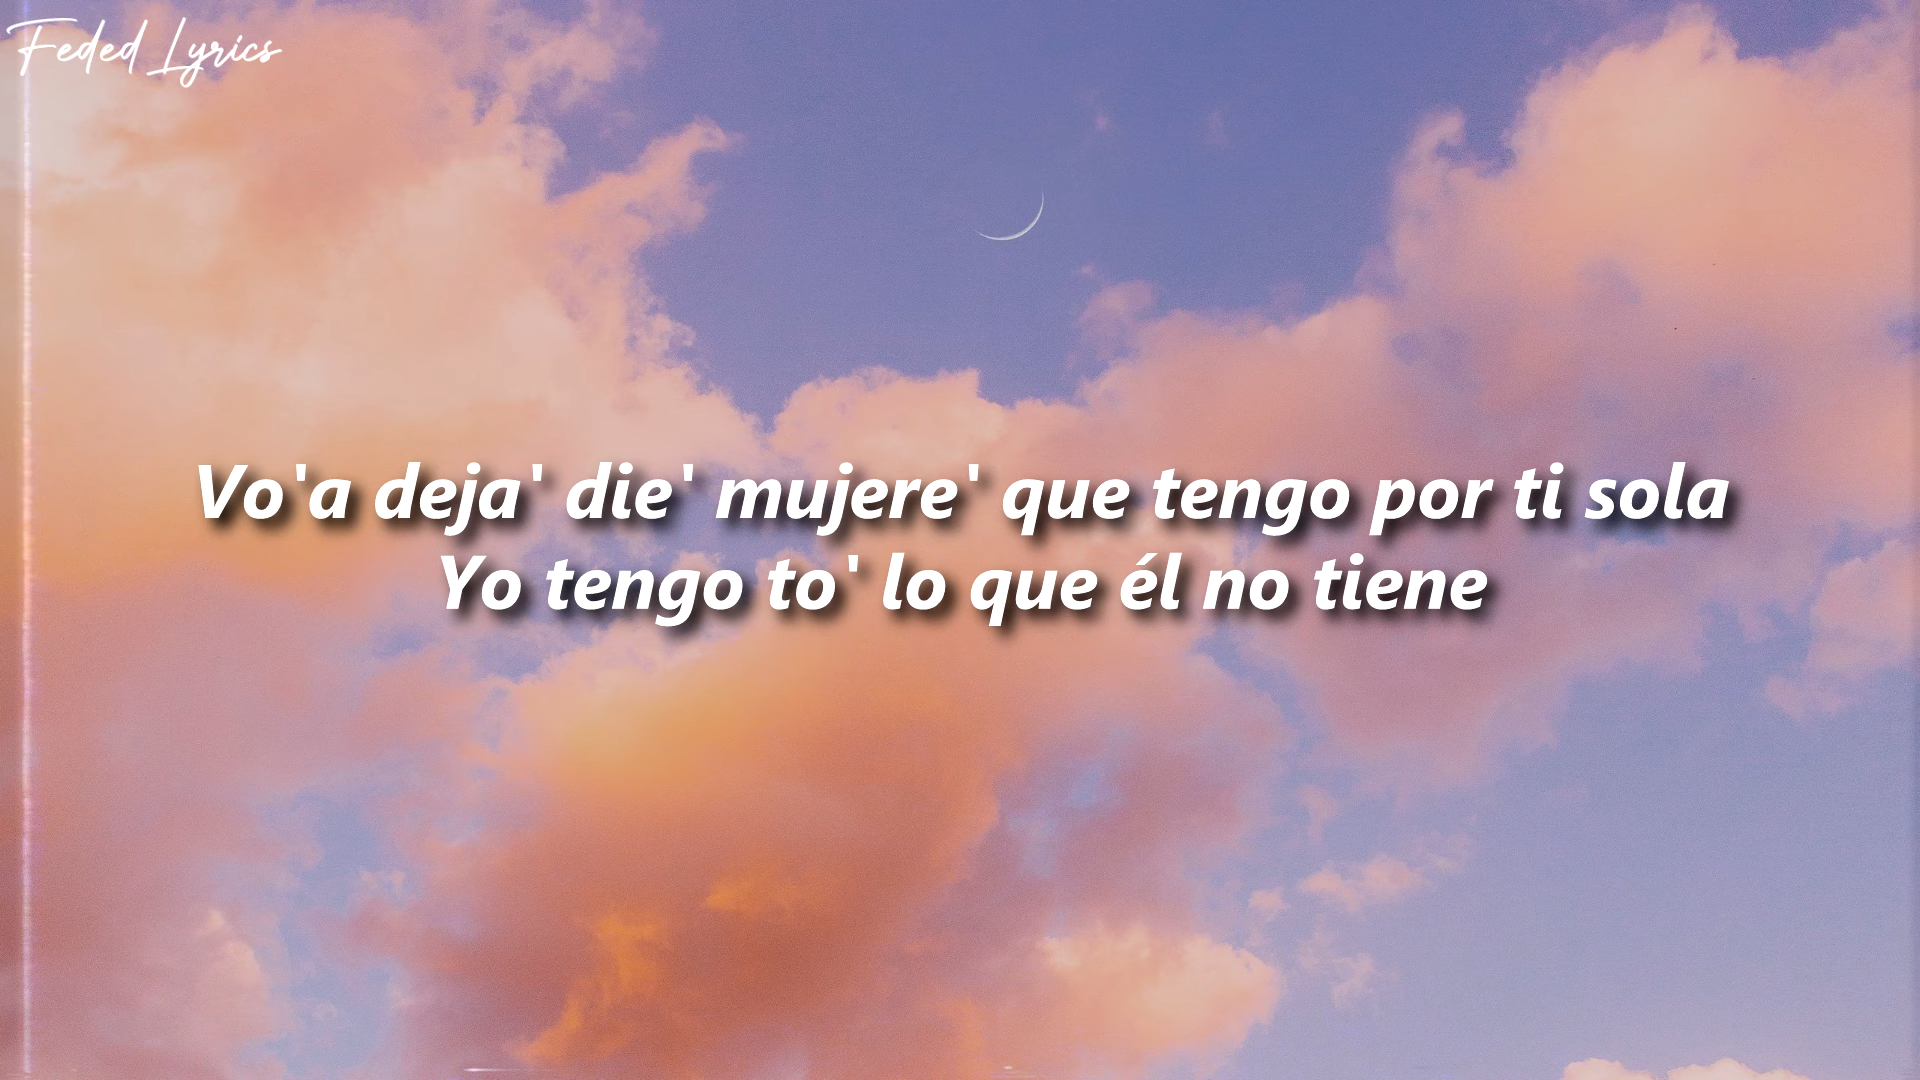 Feded Lyrics
Vo'a deja' die' mujere' que tengo por ti sola
Yo tengo to' lo que él no tiene